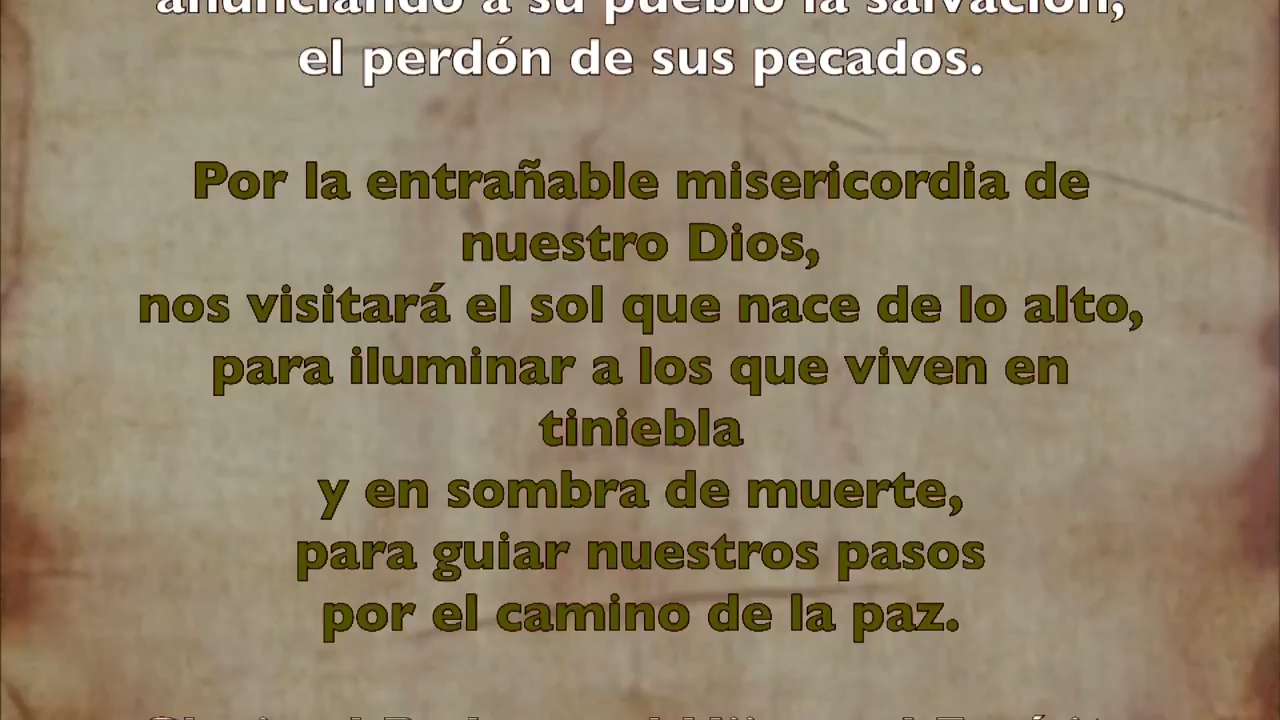 anunciando a su pueblo la salvación,
el perdón de sus pecados.
Por la entrañable misericordia de
nuestro Dios,
nos visitará el sol que nace de lo alto,
para iluminar a los que viven en
tiniebla
y en sombra de muerte,
para guiar nuestros pasos
por el camino de la paz.